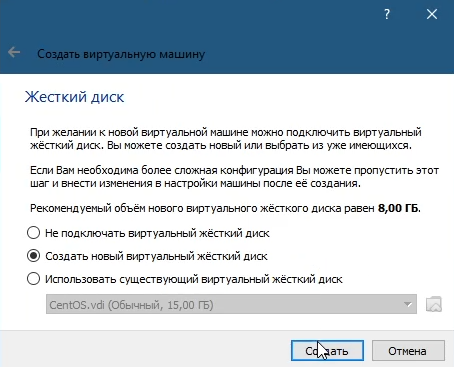 ?
Создать виртуальную машину
Жесткий диск
При желании к новой виртуальной машине можно подключить виртуальный
жёсткий диск. Вы можете создать новый или выбрать из уже имеющихся.
Если Вам необходима более сложная конфигурация Вы можете пропустить этот
шаг и внести изменения в настройки машины после её создания.
Рекомендуемый объём нового виртуального жёсткого диска равен 8,00 ГБ.
Не подключать виртуальный жёсткий диск
Создать новый виртуальный жёсткий диск
Использовать существующий виртуальный жёсткий диск
CentOS.vdi (Обычный, 15,00 ГБ)
Создать
Отмена